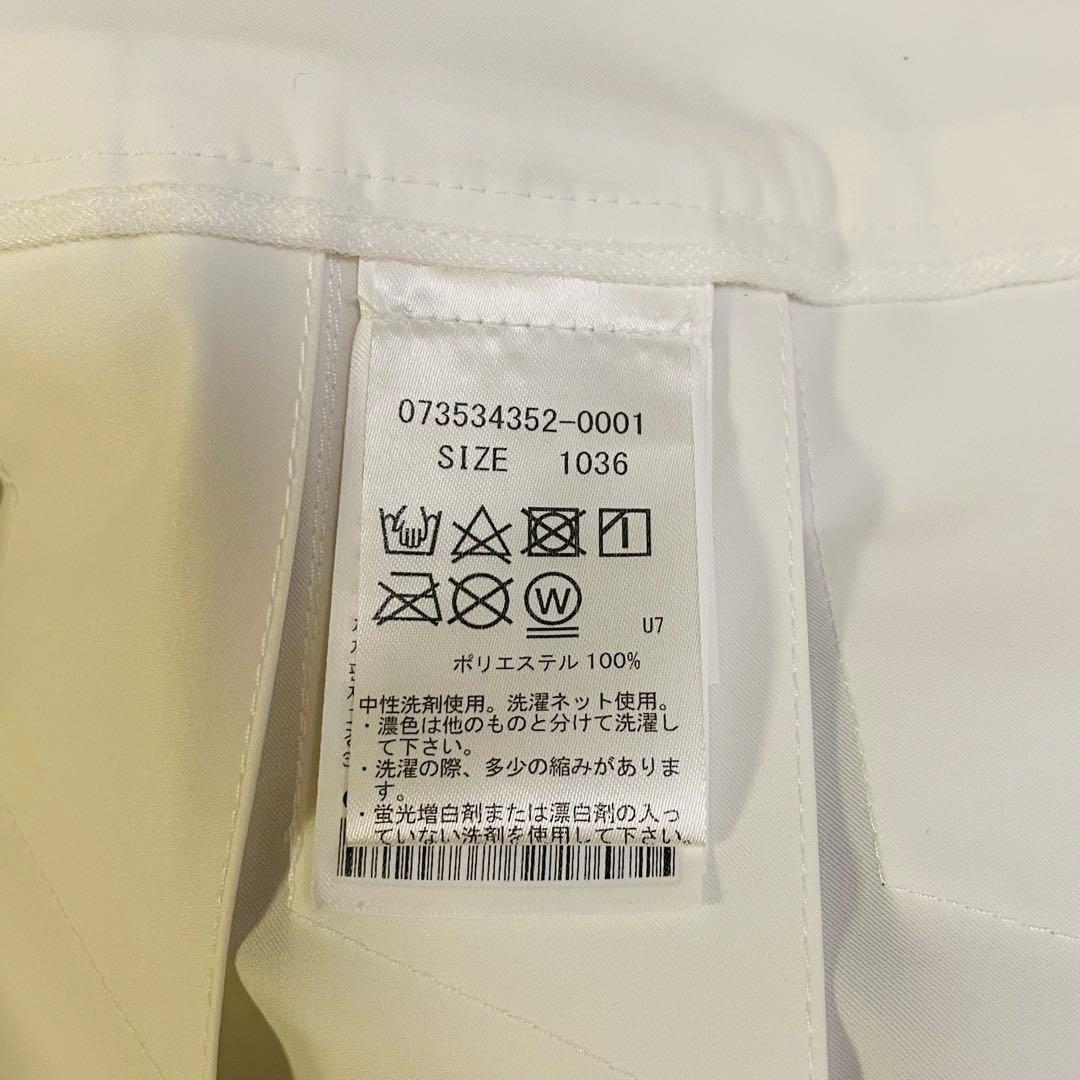 073534352-0001
SIZE 1036
W
U7
ポリエステル 100%
中性洗剤使用。洗濯ネット使用。
・濃色は他のものと分けて洗濯し
て下さい。
・洗濯の際、多少の縮みがありま
す。
・蛍光増白剤または漂白剤の入っ
ていない洗剤を使用して下さい。